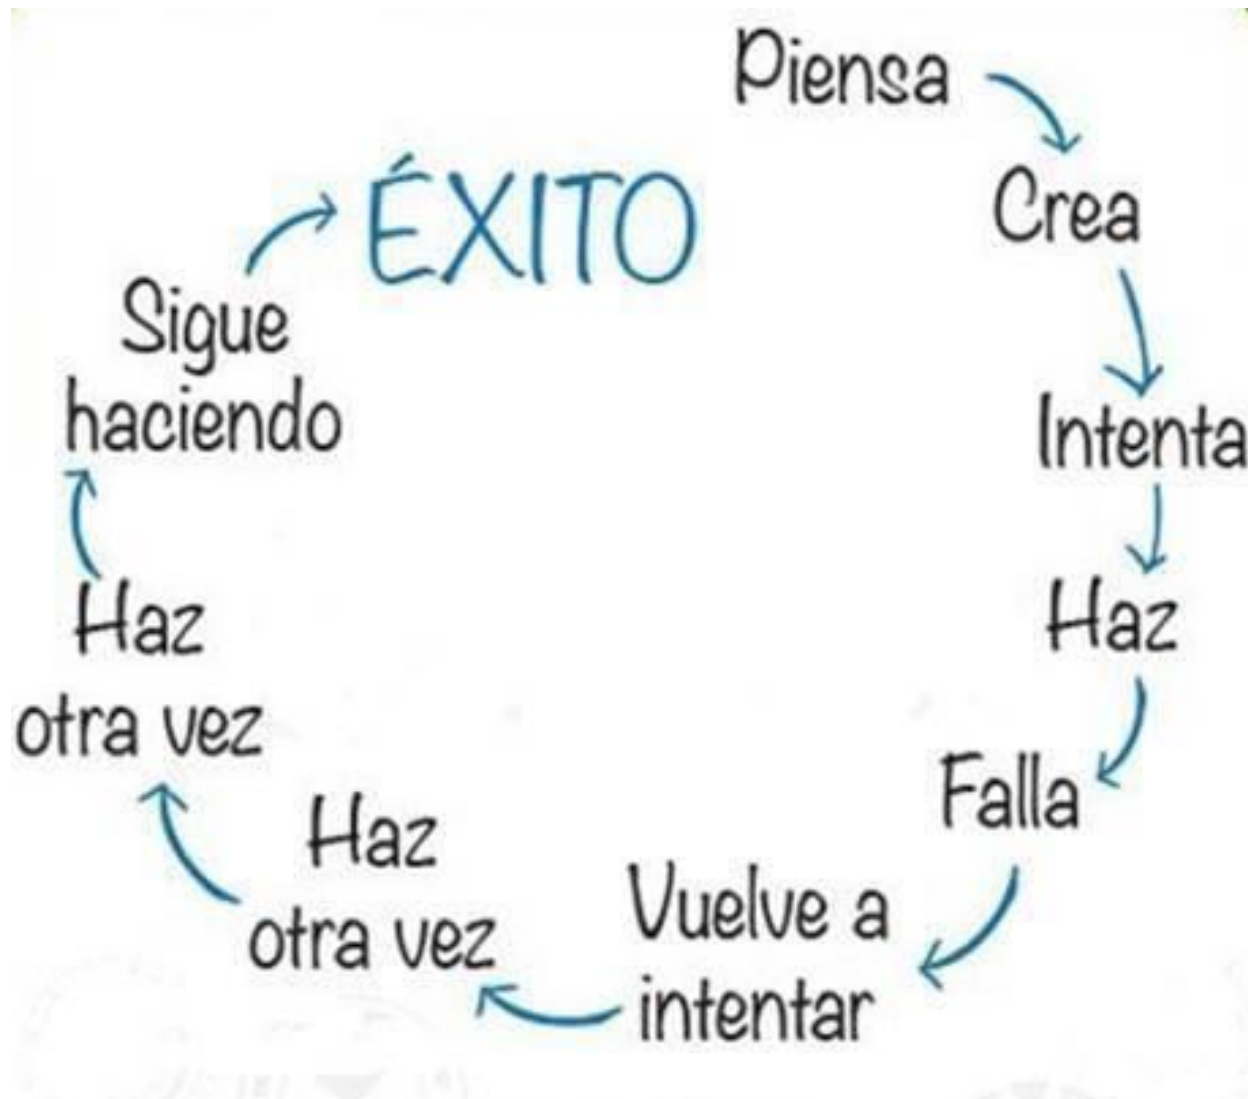 Piensa
Crea
Intenta
Haz
Falla
Vuelve a
intentar
Haz
otra vez
Haz
otra vez
Sigue
haciendo
ÉXITO